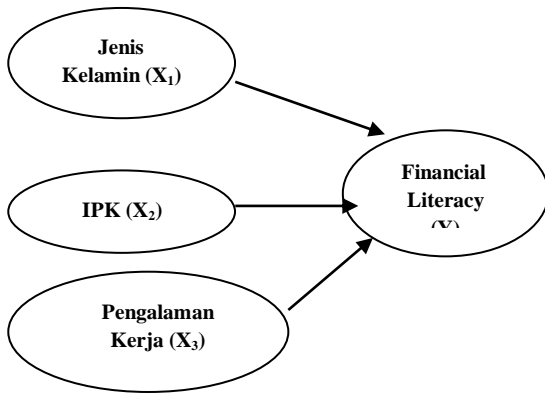 Jenis
Kelamin (X₁)
IPK (X₂)
Financial
Literacy
Pengalaman
Kerja (X₃)